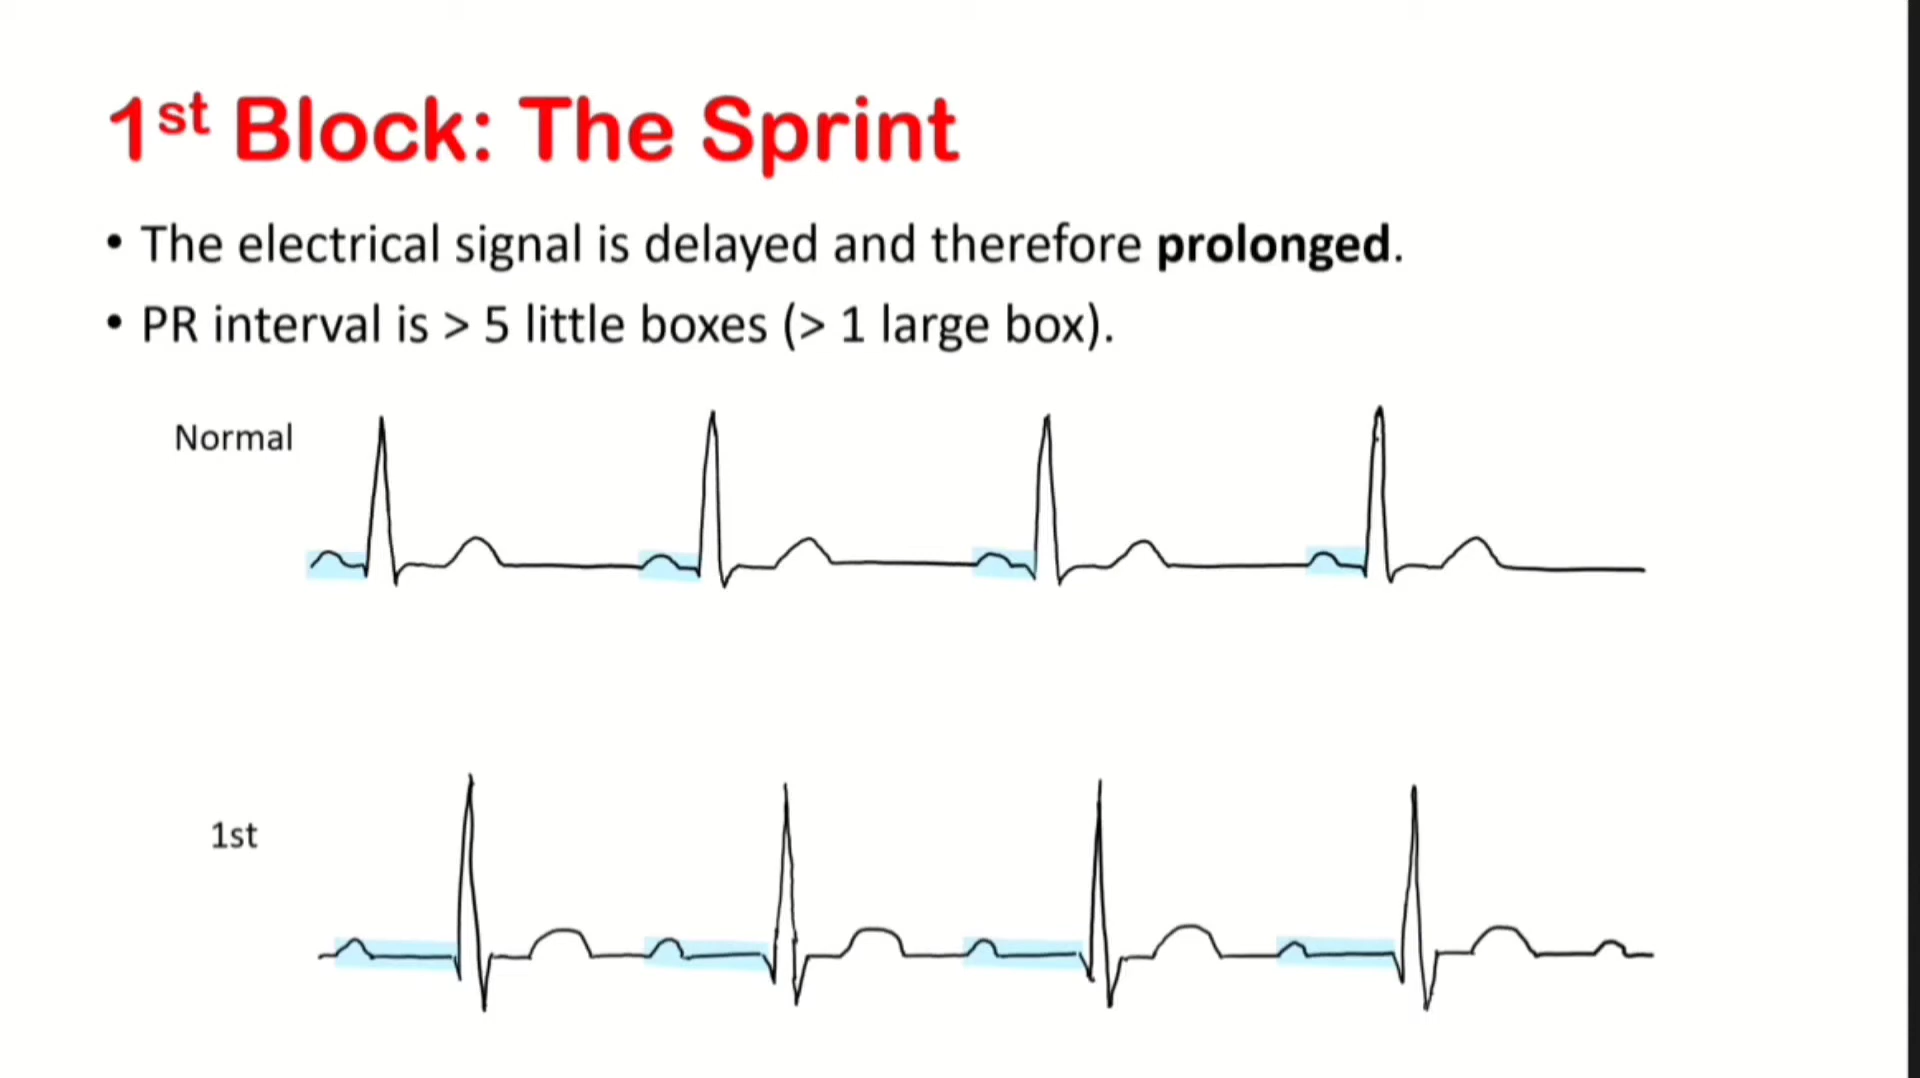 1st Block: The Sprint
• The electrical signal is delayed and therefore prolonged.
• PR interval is > 5 little boxes (> 1 large box).
Normal
1st